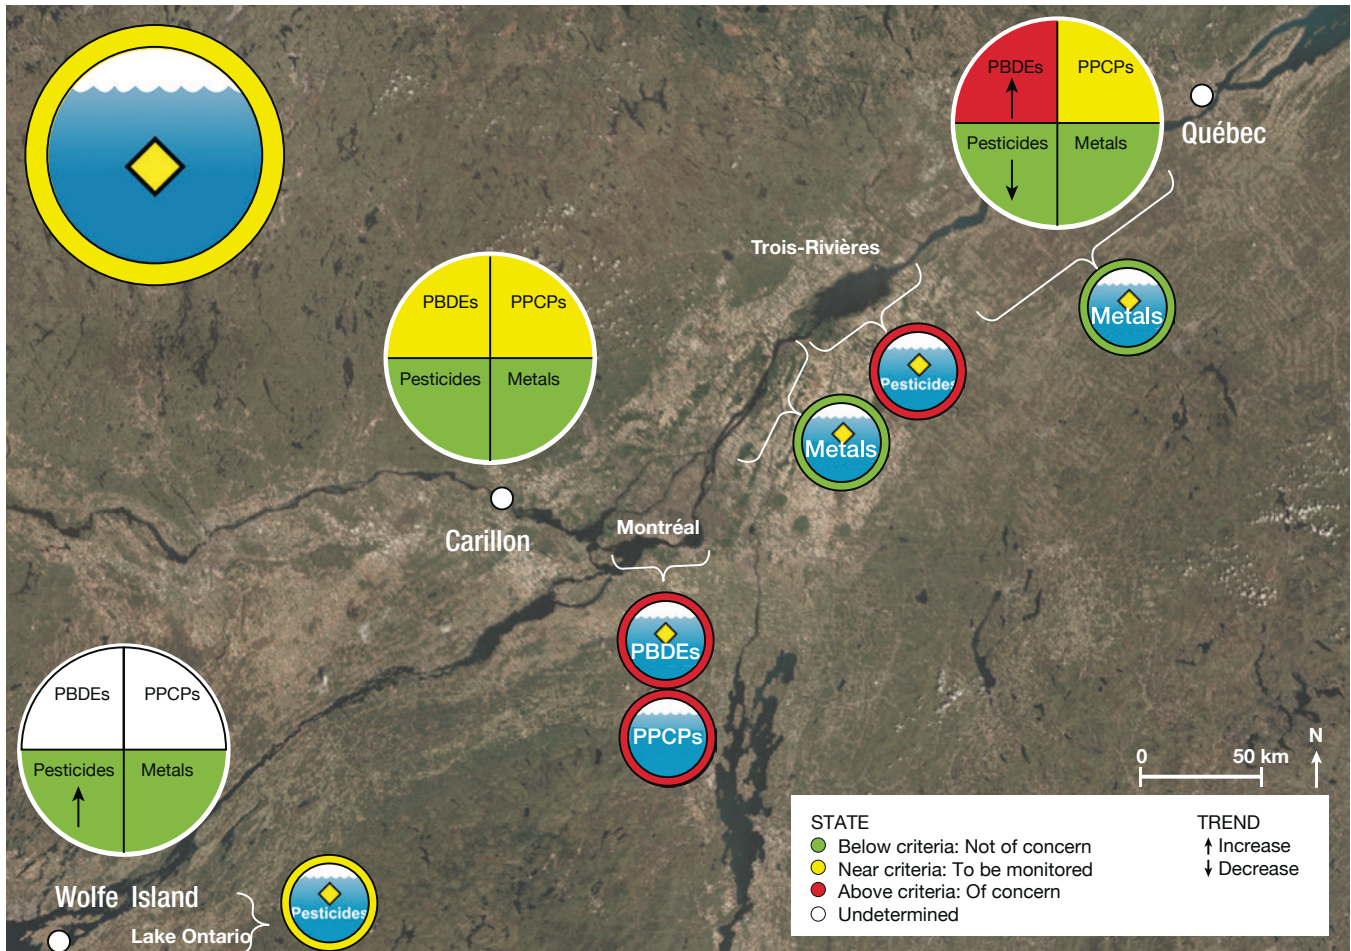 PBDEs PPCPs
Pesticides Metals
Québec
Trois-Rivières
Metals
PBDEs PPCPs
Pesticides Metals
Pesticides
Metals
Carillon
Montréal
PBDEs
PPCPs
PBDEs PPCPs
Pesticides Metals
Wolfe Island
Lake Ontario
Pesticides
N
0 50 km
STATE
Below criteria: Not of concern
Near criteria: To be monitored
Above criteria: Of concern
Undetermined
TREND
Increase
Decrease